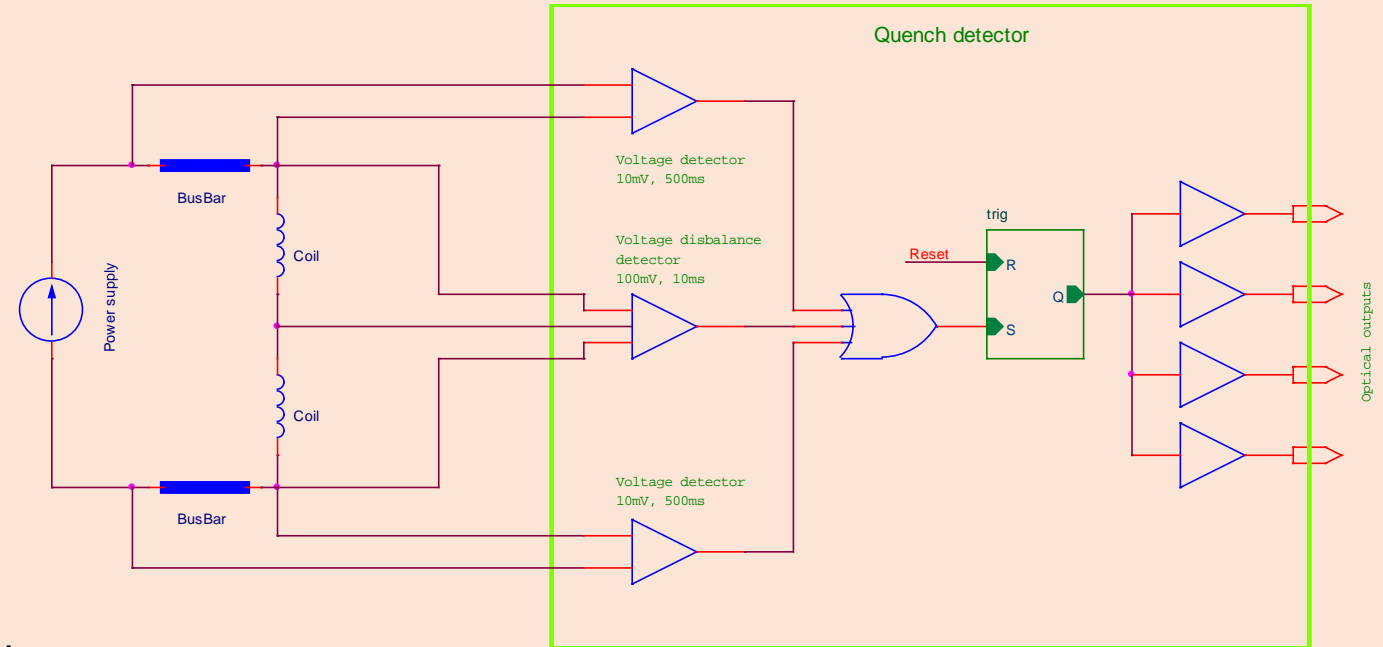 Quench detector
Voltage detector
10mV, 500ms
BusBar
trig
Voltage disbalance
detector
100mV, 10ms
Coil
Reset
R
Power supply
Q
S
Optical outputs
Coil
Voltage detector
10mV, 500ms
BusBar